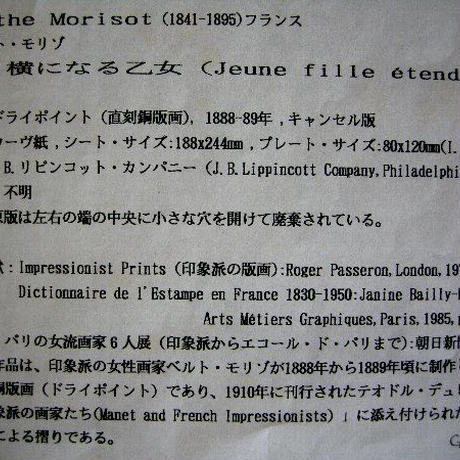 the Morisot (1841-1895)フランス
ト・モリゾ
横になる乙女 (Jeune fille étend
ドライポイント (直刻銅版画), 1888-89年 ,キャンセル版
ーヴ紙 ,シート・サイズ:188x244mm ,プレート・サイズ:80x120mm(I.
B.リピンコット・カンパニー (J.B.Lippincott Company,Philadelphi
不明
原版は左右の端の中央に小さな穴を開けて廃棄されている。
: Impressionist Prints (印象派の版画):Roger Passeron,London,197
Dictionnaire de l'Estampe en France 1830-1950:Janine Bailly-
Arts Métiers Graphiques,Paris,1985,p
パリの女流画家6人展 (印象派からエコール・ド・パリまで):朝日新聞
作品は、印象派の女性画家ベルト・モリゾが1888年から1889年頃に制作
銅版画 (ドライポイント) であり、1910年に刊行されたテオドル・デュ
象派の画家たち(Manet and French Impressionists) 」に添え付けられた
による摺りである。